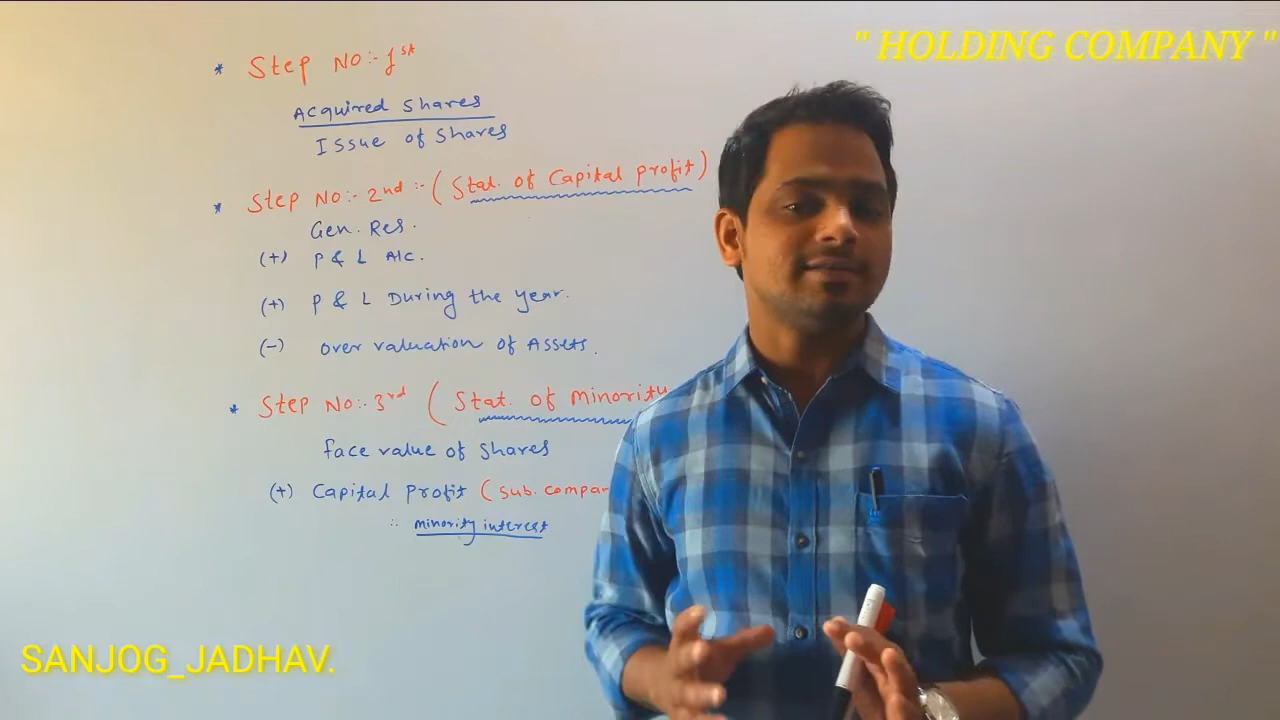 " HOLDING COMPANY "
* Step No:- 1st
Acquired Shares
Issue of Shares
* Step No:- 2nd :- ( Stat. of Capital Profit )
Gen. Res.
(+) P & L A/c.
(+) P & L During the year.
(-) over valuation of Assets.
* Step No:- 3rd ( Stat. of Minority
face value of shares
(+) Capital Profit ( Sub.
∴ minority interest
SANJOG_JADHAV.